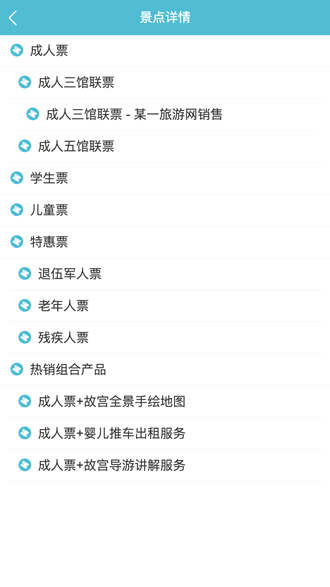 景点详情
成人票
成人三馆联票
成人三馆联票 - 某一旅游网销售
成人五馆联票
学生票
儿童票
特惠票
退伍军人票
老年人票
残疾人票
热销组合产品
成人票+故宫全景手绘地图
成人票+婴儿推车出租服务
成人票+故宫导游讲解服务